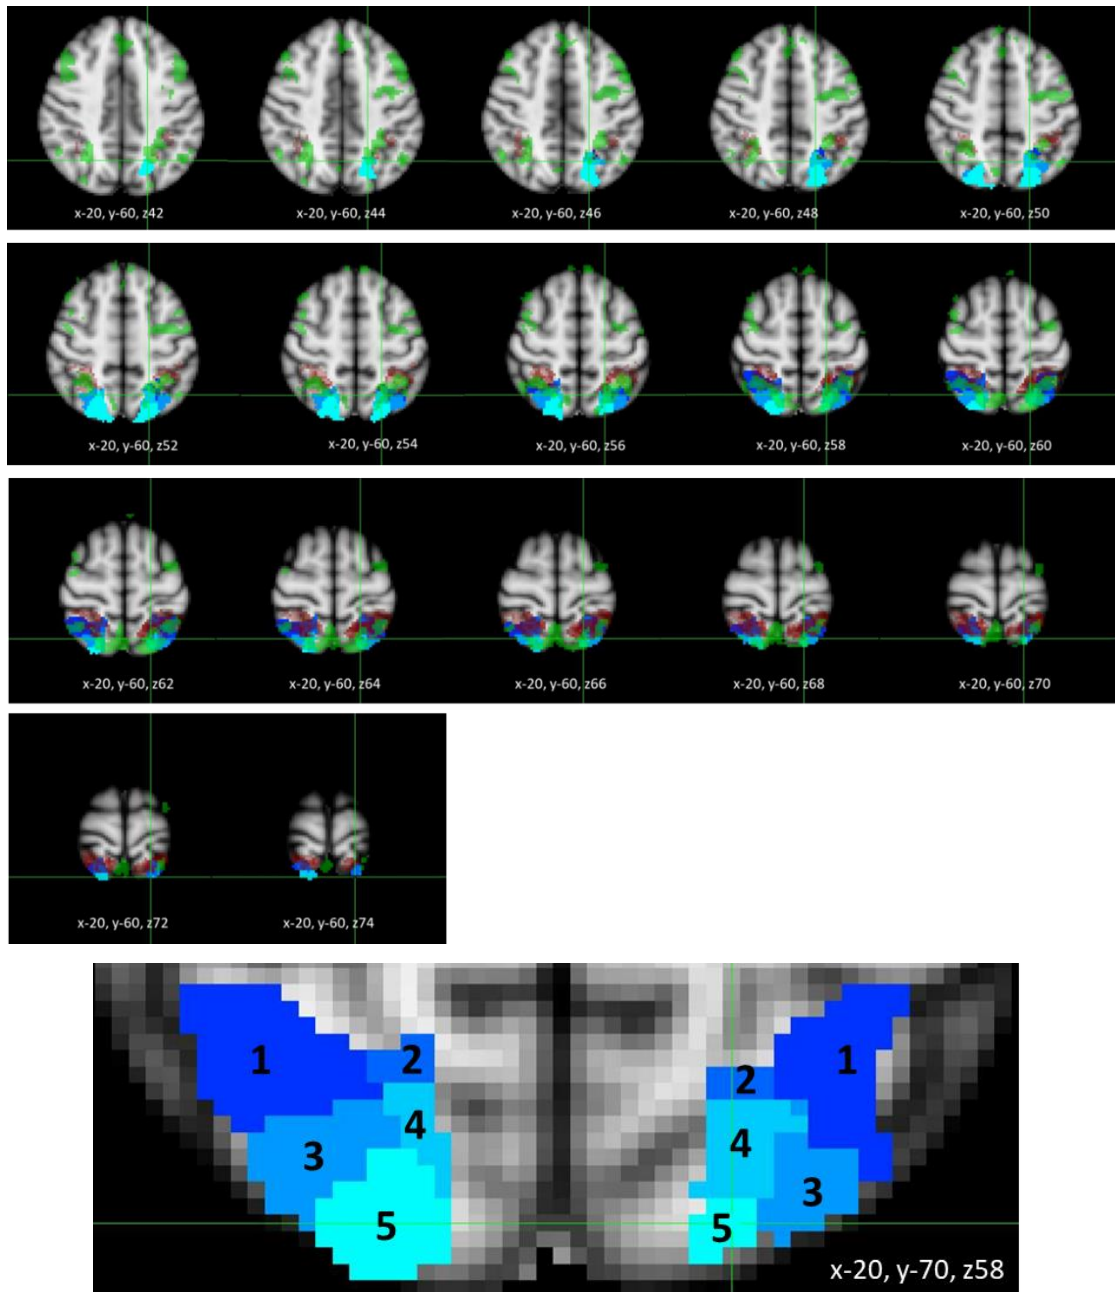 x-20, y-60, z42 x-20, y-60, z44 x-20, y-60, z46 x-20, y-60, z48 x-20, y-60, z50
x-20, y-60, z52 x-20, y-60, z54 x-20, y-60, z56 x-20, y-60, z58 x-20, y-60, z60
x-20, y-60, z62 x-20, y-60, z64 x-20, y-60, z66 x-20, y-60, z68 x-20, y-60, z70
x-20, y-60, z72 x-20, y-60, z74
1 2 2 1
3 4 4 3
5 5
x-20, y-70, z58